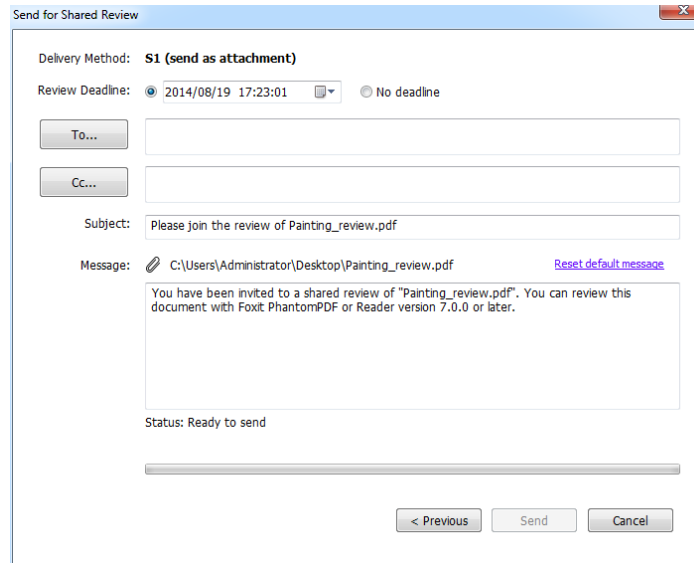 Send for Shared Review
Delivery Method: S1 (send as attachment)
Review Deadline: 2014/08/19 17:23:01 No deadline
To...
Cc...
Subject: Please join the review of Painting_review.pdf
Message: C:\Users\Administrator\Desktop\Painting_review.pdf Reset default message
You have been invited to a shared review of "Painting_review.pdf". You can review this
document with Foxit PhantomPDF or Reader version 7.0.0 or later.
Status: Ready to send
< Previous Send Cancel